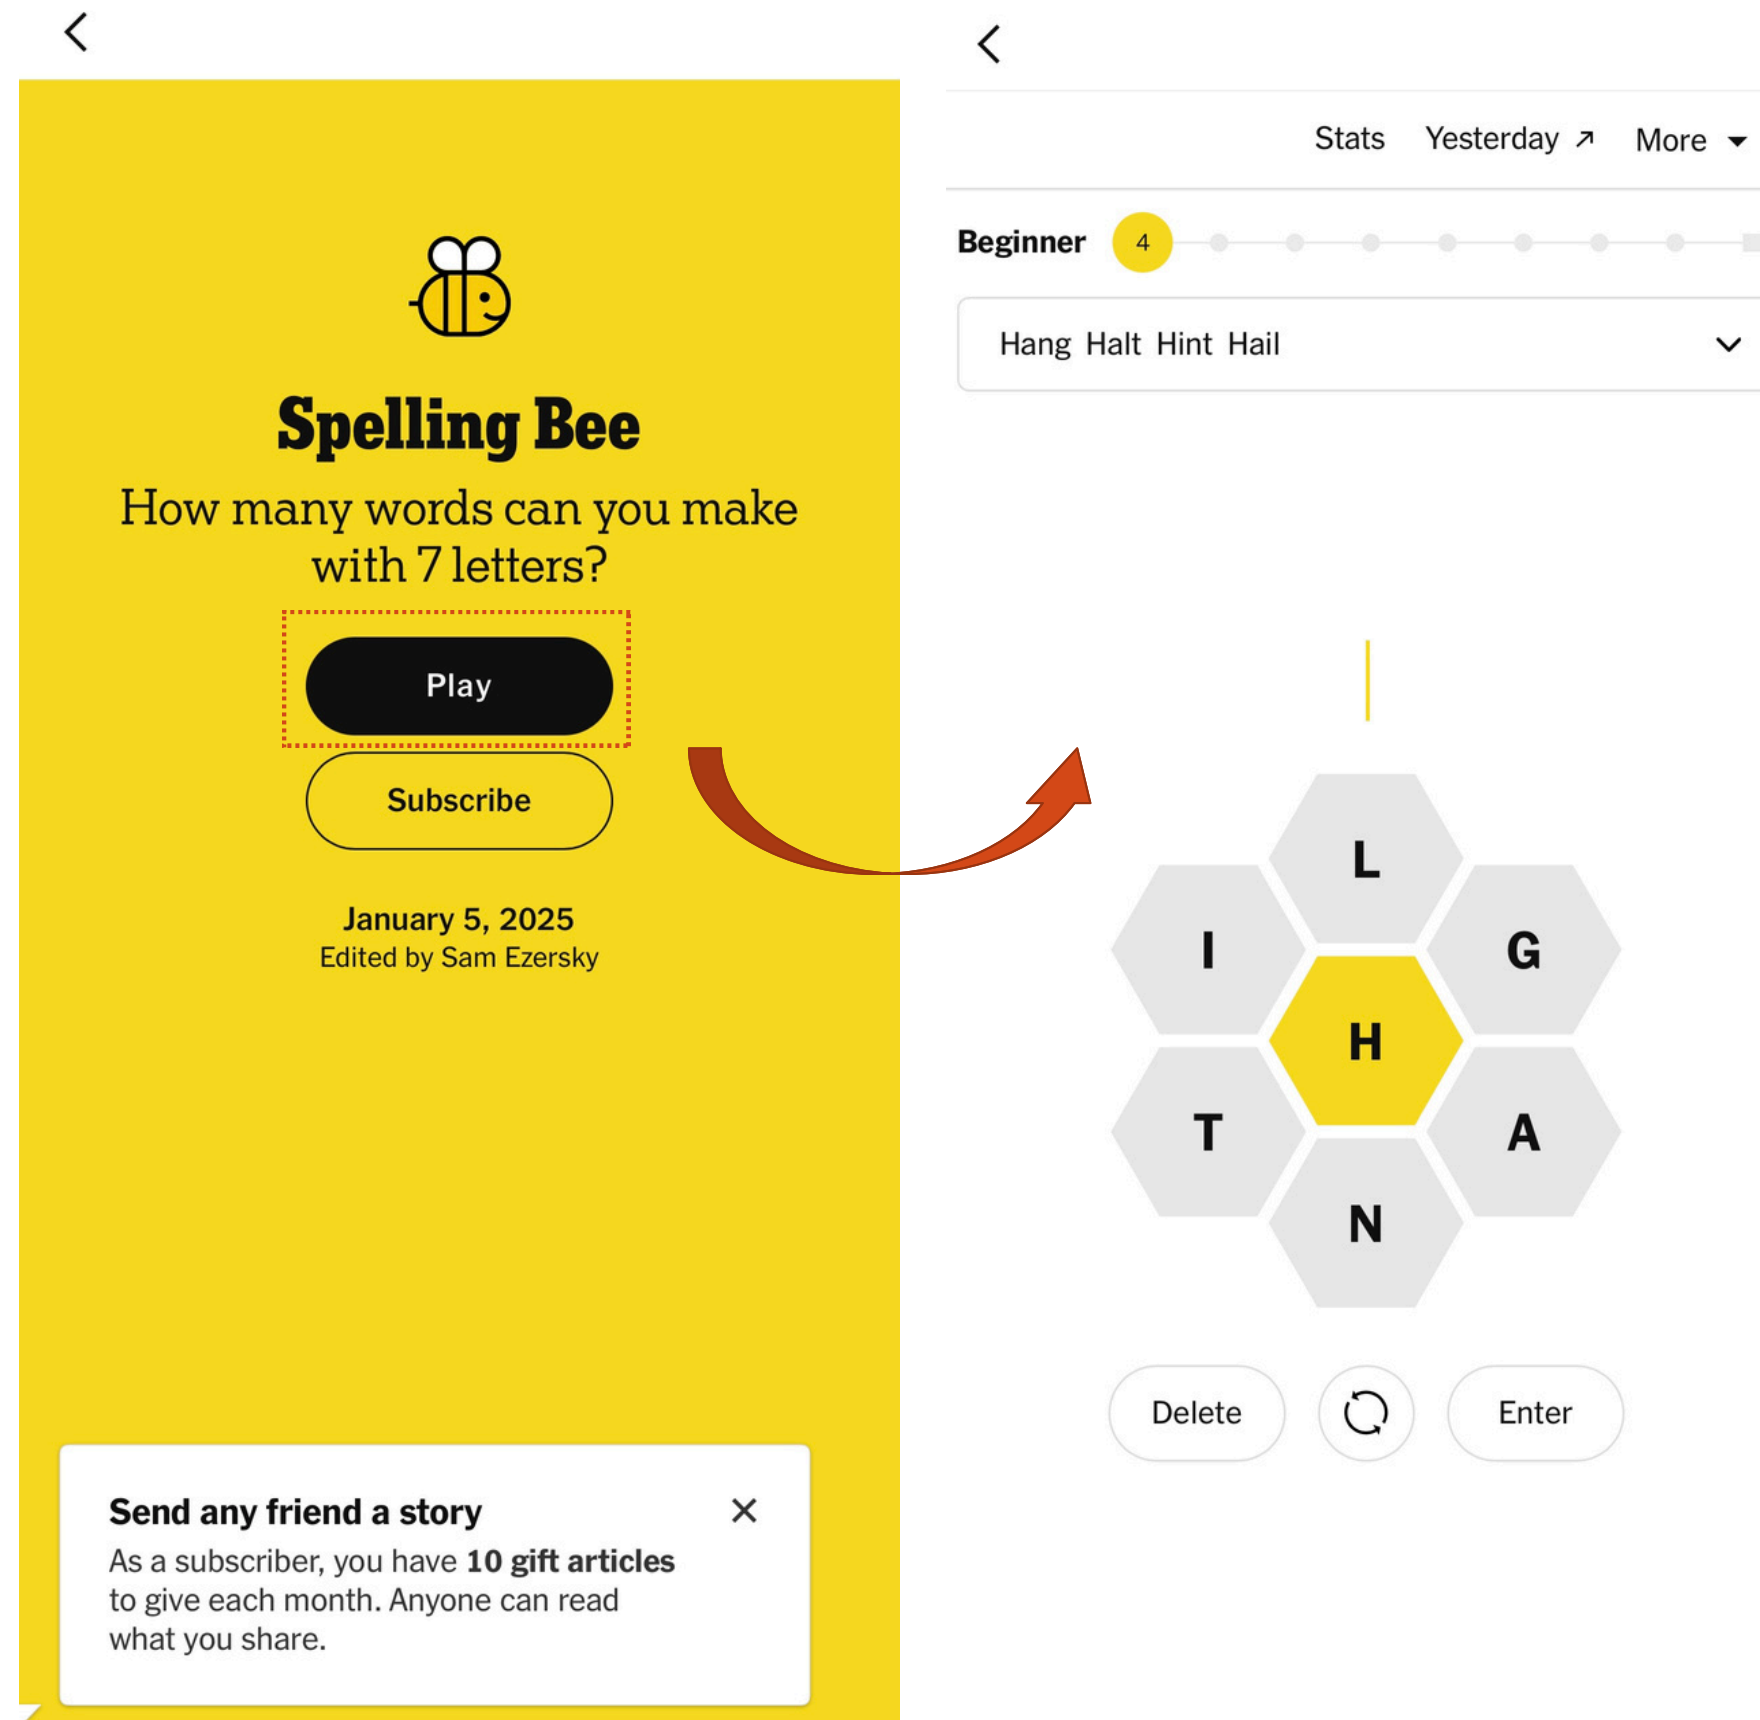 Spelling Bee
How many words can you make
with 7 letters?
Play
Subscribe
January 5, 2025
Edited by Sam Ezersky
Send any friend a story
As a subscriber, you have 10 gift articles
to give each month. Anyone can read
what you share.
Stats Yesterday More
Beginner 4
Hang Halt Hint Hail
L
I G
H
T A
N
Delete Enter